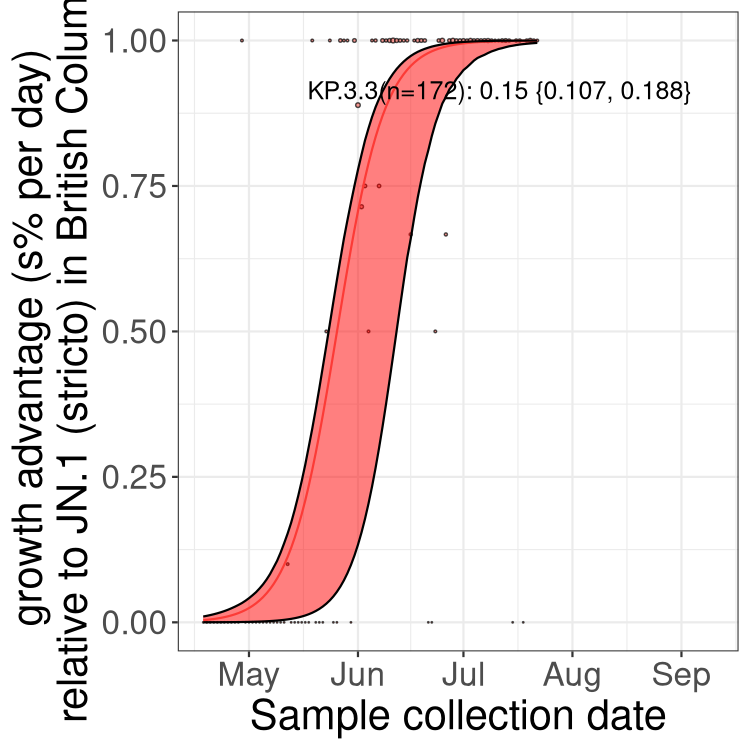 growth advantage (s% per day)
relative to JN.1 (stricto) in British Colum
1.00
0.75
0.50
0.25
0.00
KP.3.3(n=172): 0.15 {0.107, 0.188}
May Jun Jul Aug Sep
Sample collection date